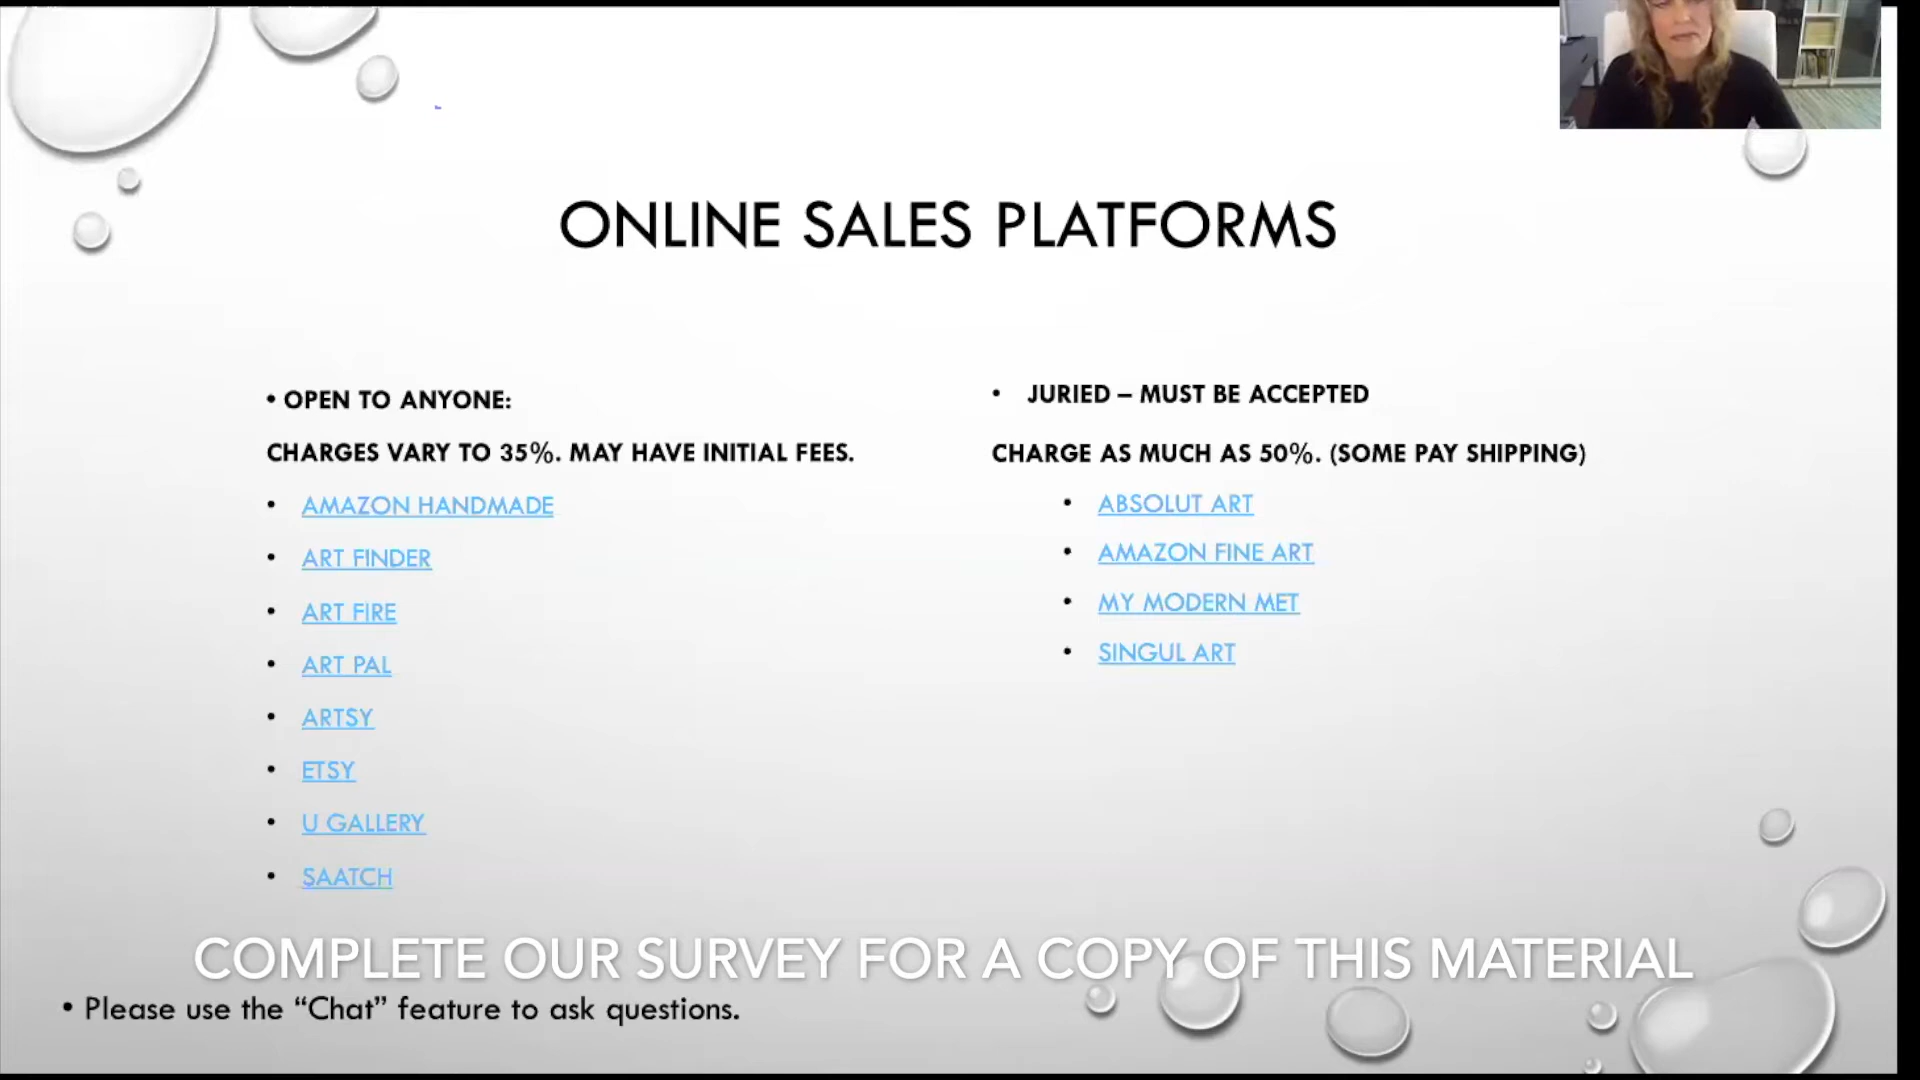 ONLINE SALES PLATFORMS
• OPEN TO ANYONE:
CHARGES VARY TO 35%. MAY HAVE INITIAL FEES.
• AMAZON HANDMADE
• ART FINDER
• ART FIRE
• ART PAL
• ARTSY
• ETSY
• U GALLERY
• SAATCH
• JURIED – MUST BE ACCEPTED
CHARGE AS MUCH AS 50%. (SOME PAY SHIPPING)
• ABSOLUT ART
• AMAZON FINE ART
• MY MODERN MET
• SINGUL ART
COMPLETE OUR SURVEY FOR A COPY OF THIS MATERIAL
• Please use the “Chat” feature to ask questions.